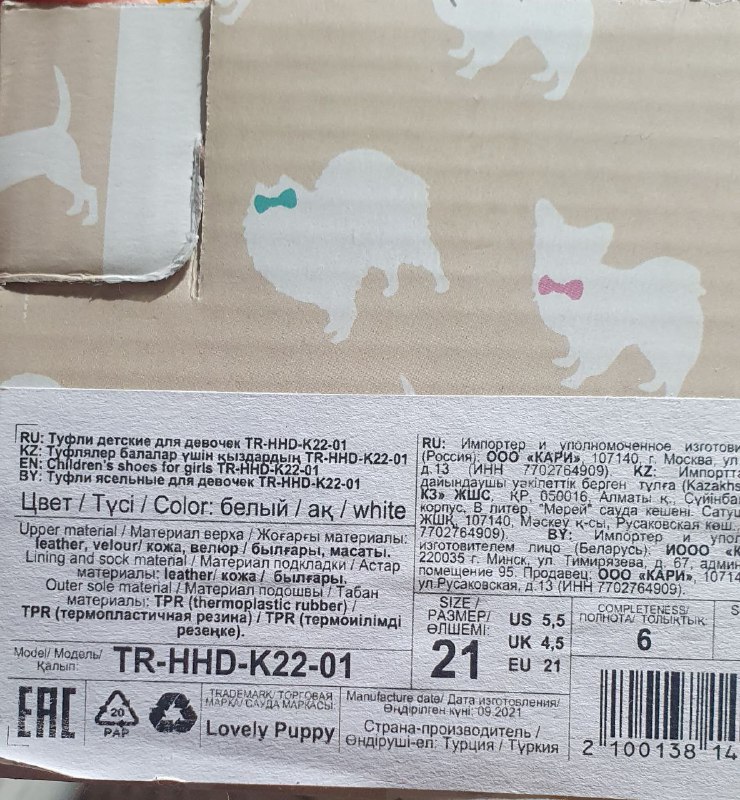 RU: Туфли детские для девочек TR-HHD-K22-01
KZ: Туфлялер балалар үшін қыздардың TR-HHD-K22-01
EN: Children's shoes for girls TR-HHD-K22-01
BY: Туфли ясельные для девочек TR-HHD-K22-01
Цвет / Түсі / Color: белый / ақ / white
Upper material / Материал верха / Жоғарғы материалы:
leather, velour/ кожа, велюр / былғары, масаты.
Lining and sock material / Материал подкладки / Астар
материалы: leather/ кожа / былғары.
Outer sole material / Материал подошвы / Табан
материалы: TPR (thermoplastic rubber) /
TPR (термопластичная резина) / TPR (термоиілімді
резеңке).
Model/ Модель/
Қалып:
TR-HHD-K22-01
EAC
20
PAP
TRADEMARK/ ТОРГОВАЯ
МАРКА/ САУДА МАРКАСЫ
Lovely Puppy
Manufacture date/ Дата изготовления/
Өндірілген күні: 09.2021
Страна-производитель /
Өндіруші-ел: Турция / Түркия
RU: Импортер и уполномоченное изготови
(Россия): ООО «КАРИ», 107140, г. Москва, ул
д.13 (ИНН 7702764909). KZ: Импортт
дайындаушы уәкілеттік берген тұлға (Kazakhs
КЗ» ЖШС, ҚР, 050016, Алматы қ., Сүйінба
корпус, В литер, "Мерей" сауда кешені. Сатуш
ЖШҚ, 107140, Мәскеу қ-сы, Русаковская көш.,
7702764909). BY: Импортер и упол
изготовителем лицо (Беларусь): ИООО «К
220035 г. Минск, ул. Тимирязева, д. 67, админ
помещение 95. Продавец: ООО «КАРИ», 10714
ул.Русаковская, д.13 (ИНН 7702764909).
SIZE /
РАЗМЕР/
ӨЛШЕМІ:
21
US 5,5
UK 4,5
EU 21
COMPLETENESS/
ПОЛНОТА/ ТОЛЫҚТЫҚ:
6
S
2 100138 14